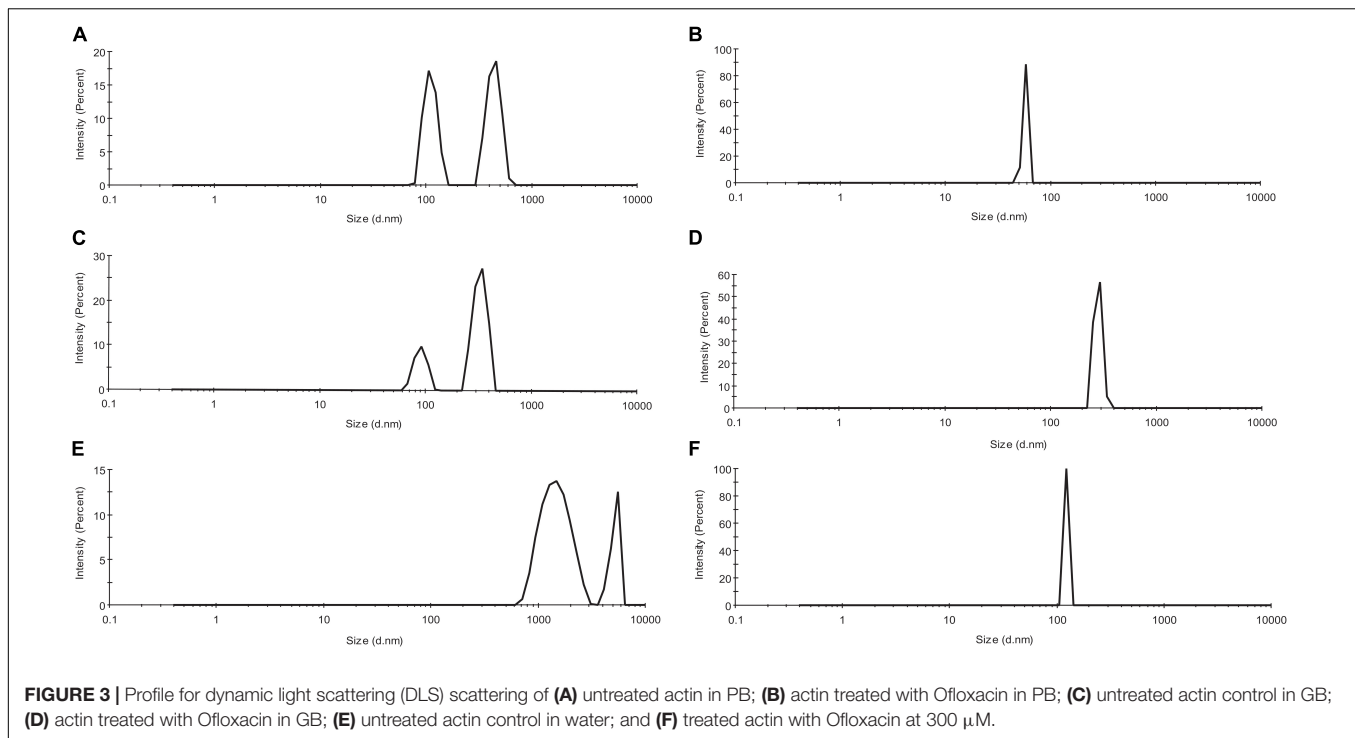 A
20
15
10
5
0
Intensity (Percent)
0.1 1 10 100 1000 10000
Size (d.nm)
B
100
80
60
40
20
0
Intensity (Percent)
0.1 1 10 100 1000 10000
Size (d.nm)
C
30
20
10
0
Intensity (Percent)
0.1 1 10 100 1000 10000
Size (d.nm)
D
60
50
40
30
20
10
0
Intensity (Percent)
0.1 1 10 100 1000 10000
Size (d.nm)
E
15
10
5
0
Intensity (Percent)
0.1 1 10 100 1000 10000
Size (d.nm)
F
100
80
60
40
20
0
Intensity (Percent)
0.1 1 10 100 1000 10000
Size (d.nm)
FIGURE 3 | Profile for dynamic light scattering (DLS) scattering of (A) untreated actin in PB; (B) actin treated with Ofloxacin in PB; (C) untreated actin control in GB;
(D) actin treated with Ofloxacin in GB; (E) untreated actin control in water; and (F) treated actin with Ofloxacin at 300 μM.